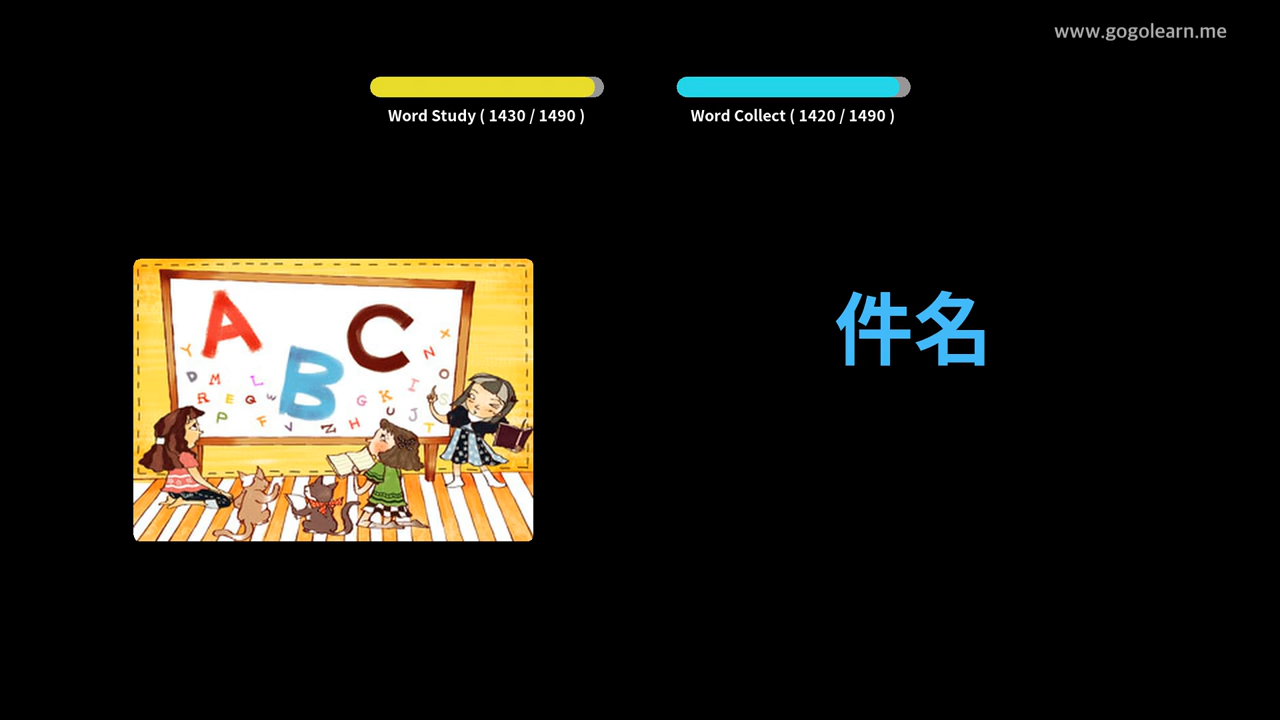 www.gogolearn.me
Word Study ( 1430 / 1490 )
Word Collect ( 1420 / 1490 )
件名
A
B
C
Y
X
N
D
M
L
I
O
R
E
Q
W
G
K
S
P
F
V
Z
H
U
J
T